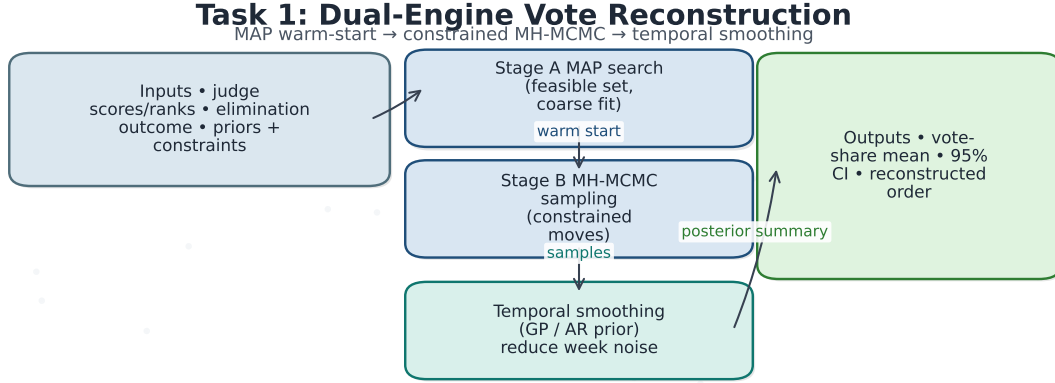 Task 1: Dual-Engine Vote Reconstruction
MAP warm-start → constrained MH-MCMC → temporal smoothing
Inputs • judge
scores/ranks • elimination
outcome • priors +
constraints
Stage A MAP search
(feasible set,
coarse fit)
warm start
Stage B MH-MCMC
sampling
(constrained
moves)
samples
Temporal smoothing
(GP / AR prior)
reduce week noise
posterior summary
Outputs • vote-
share mean • 95%
CI • reconstructed
order